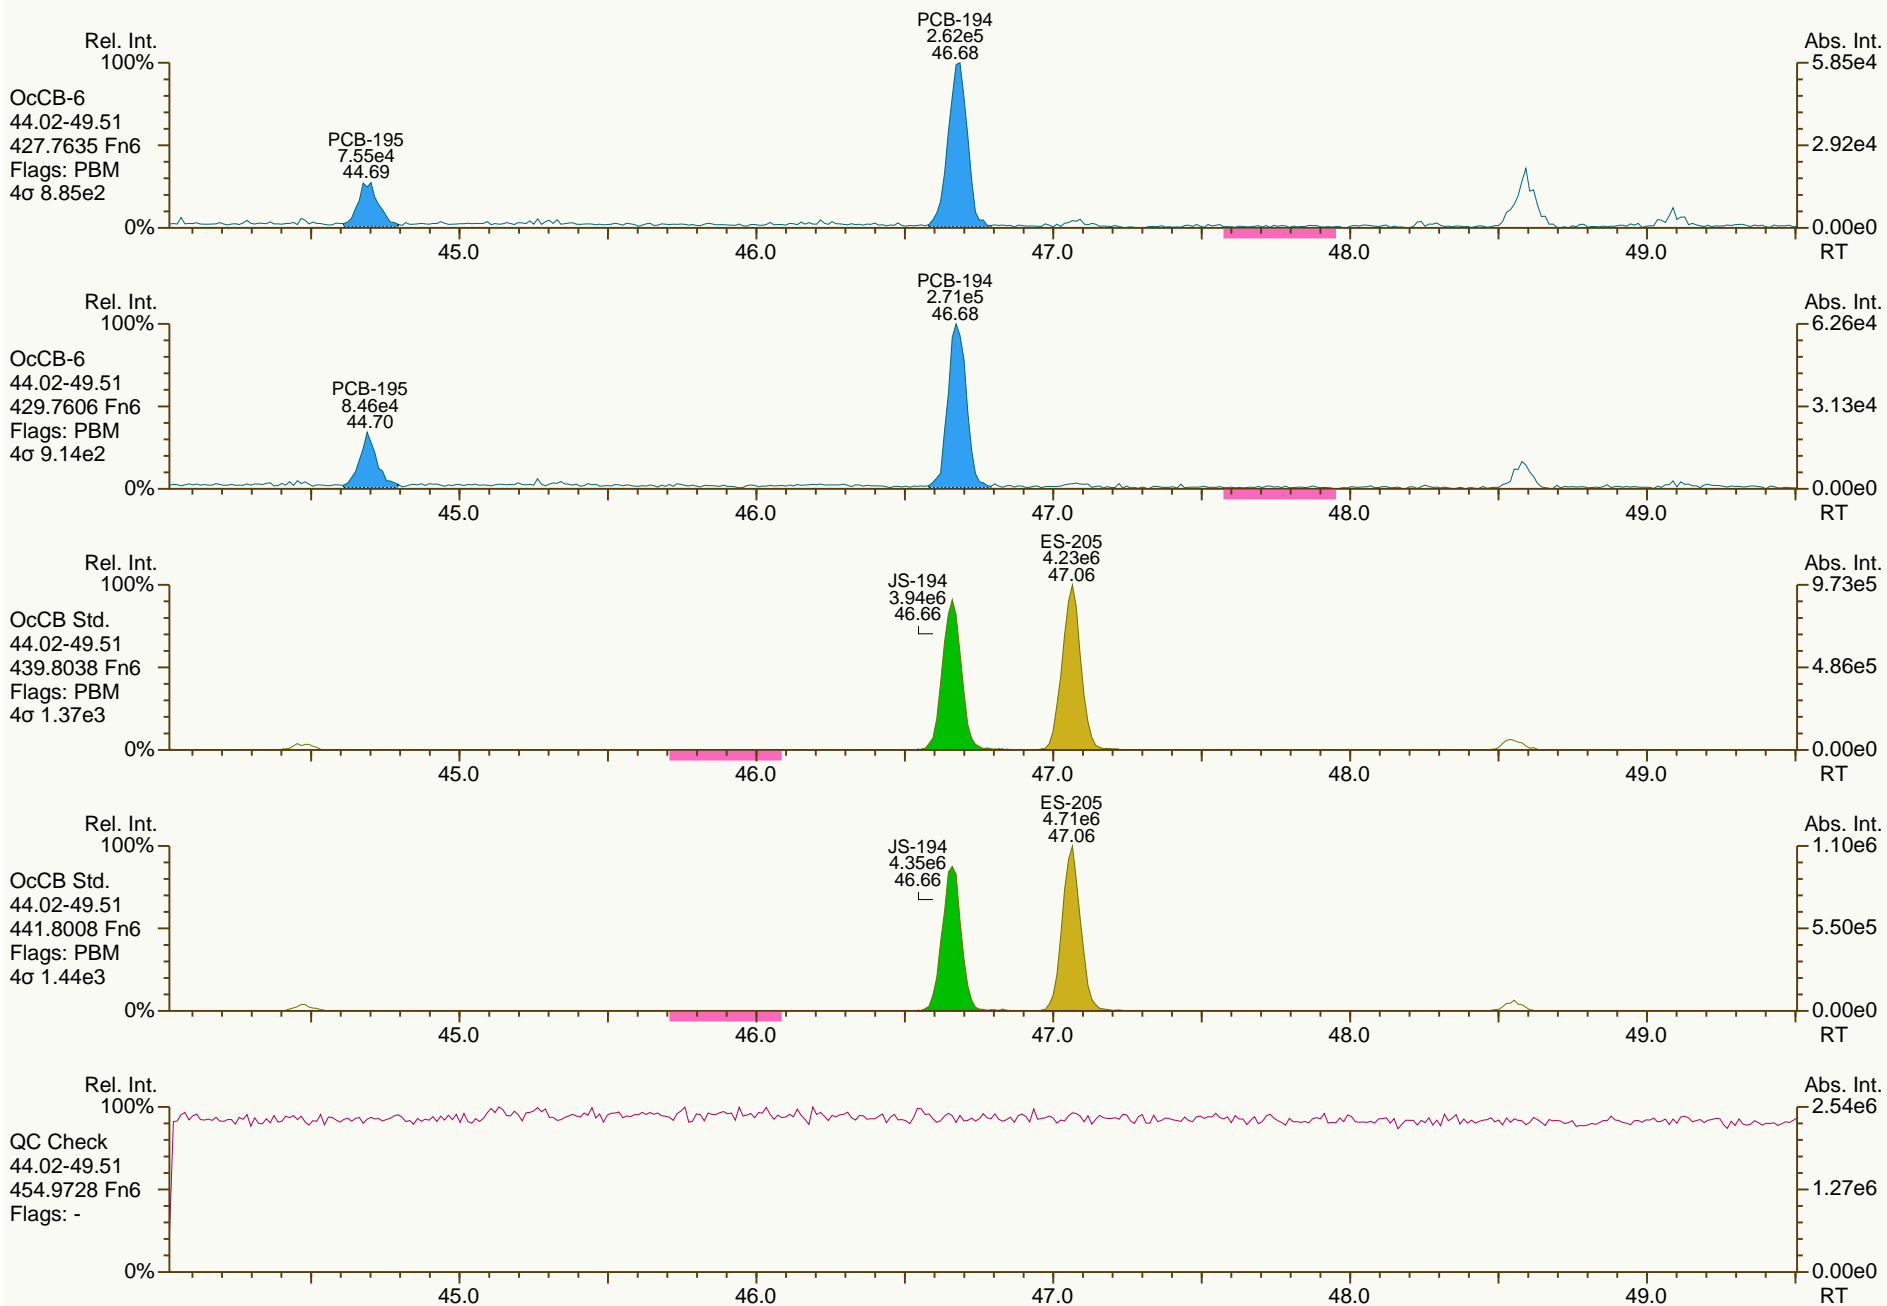 PCB-194
2.62e5
46.68
Rel. Int.
Abs. Int.
100%
5.85e4
OcCB-6
44.02-49.51
427.7635 Fn6
Flags: PBM
4σ 8.85e2
PCB-195
7.55e4
44.69
2.92e4
0%
0.00e0
45.0 46.0 47.0 48.0 49.0 RT
PCB-194
2.71e5
46.68
Rel. Int.
Abs. Int.
100%
6.26e4
OcCB-6
44.02-49.51
429.7606 Fn6
Flags: PBM
4σ 9.14e2
PCB-195
8.46e4
44.70
3.13e4
0%
0.00e0
45.0 46.0 47.0 48.0 49.0 RT
ES-205
4.23e6
47.06
Rel. Int.
Abs. Int.
100%
9.73e5
JS-194
3.94e6
46.66
OcCB Std.
44.02-49.51
439.8038 Fn6
Flags: PBM
4σ 1.37e3
4.86e5
0%
0.00e0
45.0 46.0 47.0 48.0 49.0 RT
ES-205
4.71e6
47.06
Rel. Int.
Abs. Int.
100%
1.10e6
JS-194
4.35e6
46.66
OcCB Std.
44.02-49.51
441.8008 Fn6
Flags: PBM
4σ 1.44e3
5.50e5
0%
0.00e0
45.0 46.0 47.0 48.0 49.0 RT
Rel. Int.
Abs. Int.
100%
2.54e6
QC Check
44.02-49.51
454.9728 Fn6
Flags: -
1.27e6
0%
0.00e0
45.0 46.0 47.0 48.0 49.0 RT